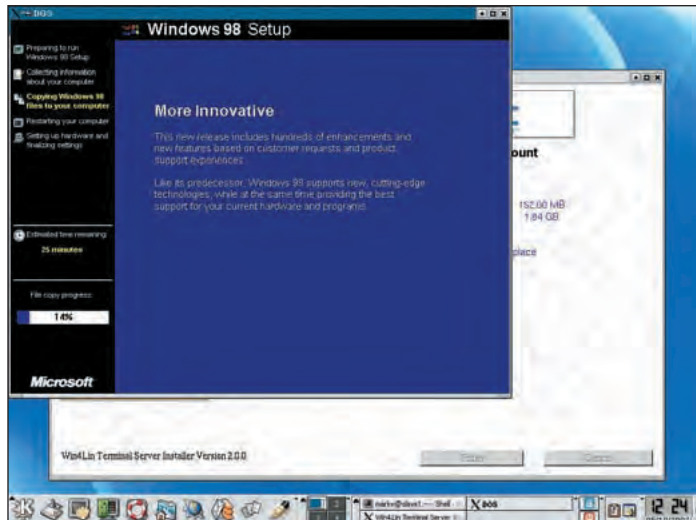 DOS
Windows 98 Setup
Preparing to run
Windows 98 Setup
Collecting information
about your computer
Copying Windows 98
files to your computer
Restarting your computer
Setting up hardware and
finalizing settings
Estimated time remaining:
25 minutes
File copy progress:
14%
Microsoft
More Innovative
This new release includes hundreds of enhancements and
new features based on customer requests and product
support experiences.
Like its predecessor, Windows 98 supports new, cutting-edge
technologies, while at the same time providing the best
support for your current hardware and programs.
ount
152.00 MB
1.84 GB
place
Win4Lin Terminal Server Installer Version 2.0.0
Shell
X DOS
X Win4Lin Terminal Server
12 24